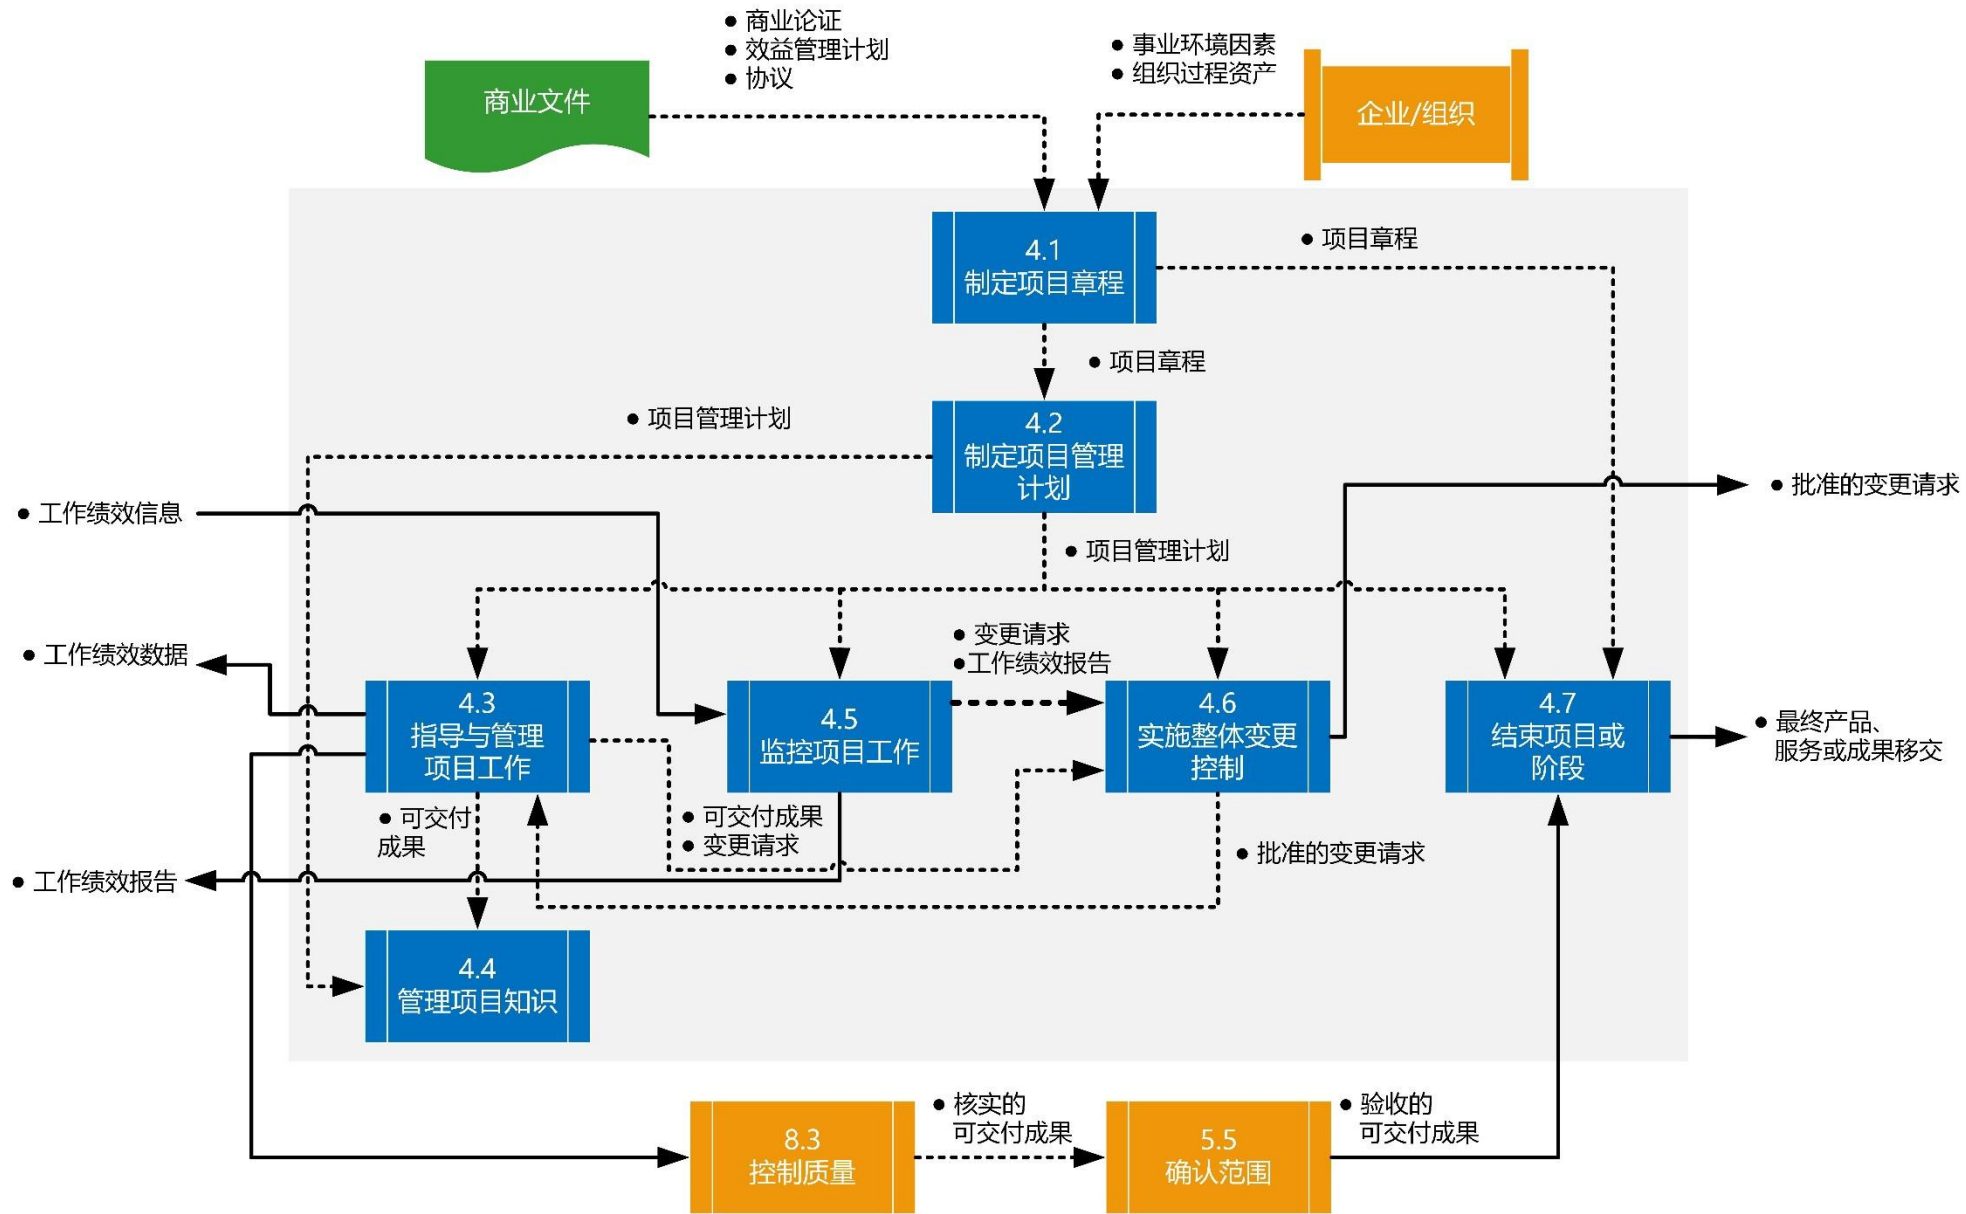 ● 商业论证
● 效益管理计划
● 协议
商业文件
● 事业环境因素
● 组织过程资产
企业/组织
4.1
制定项目章程
● 项目章程
● 项目章程
4.2
制定项目管理
计划
● 项目管理计划
● 批准的变更请求
● 工作绩效信息
● 项目管理计划
● 变更请求
●工作绩效报告
● 工作绩效数据
4.3
指导与管理
项目工作
4.5
监控项目工作
4.6
实施整体变更
控制
4.7
结束项目或
阶段
● 最终产品、
服务或成果移交
● 可交付
成果
● 可交付成果
● 变更请求
● 批准的变更请求
● 工作绩效报告
4.4
管理项目知识
8.3
控制质量
● 核实的
可交付成果
5.5
确认范围
● 验收的
可交付成果